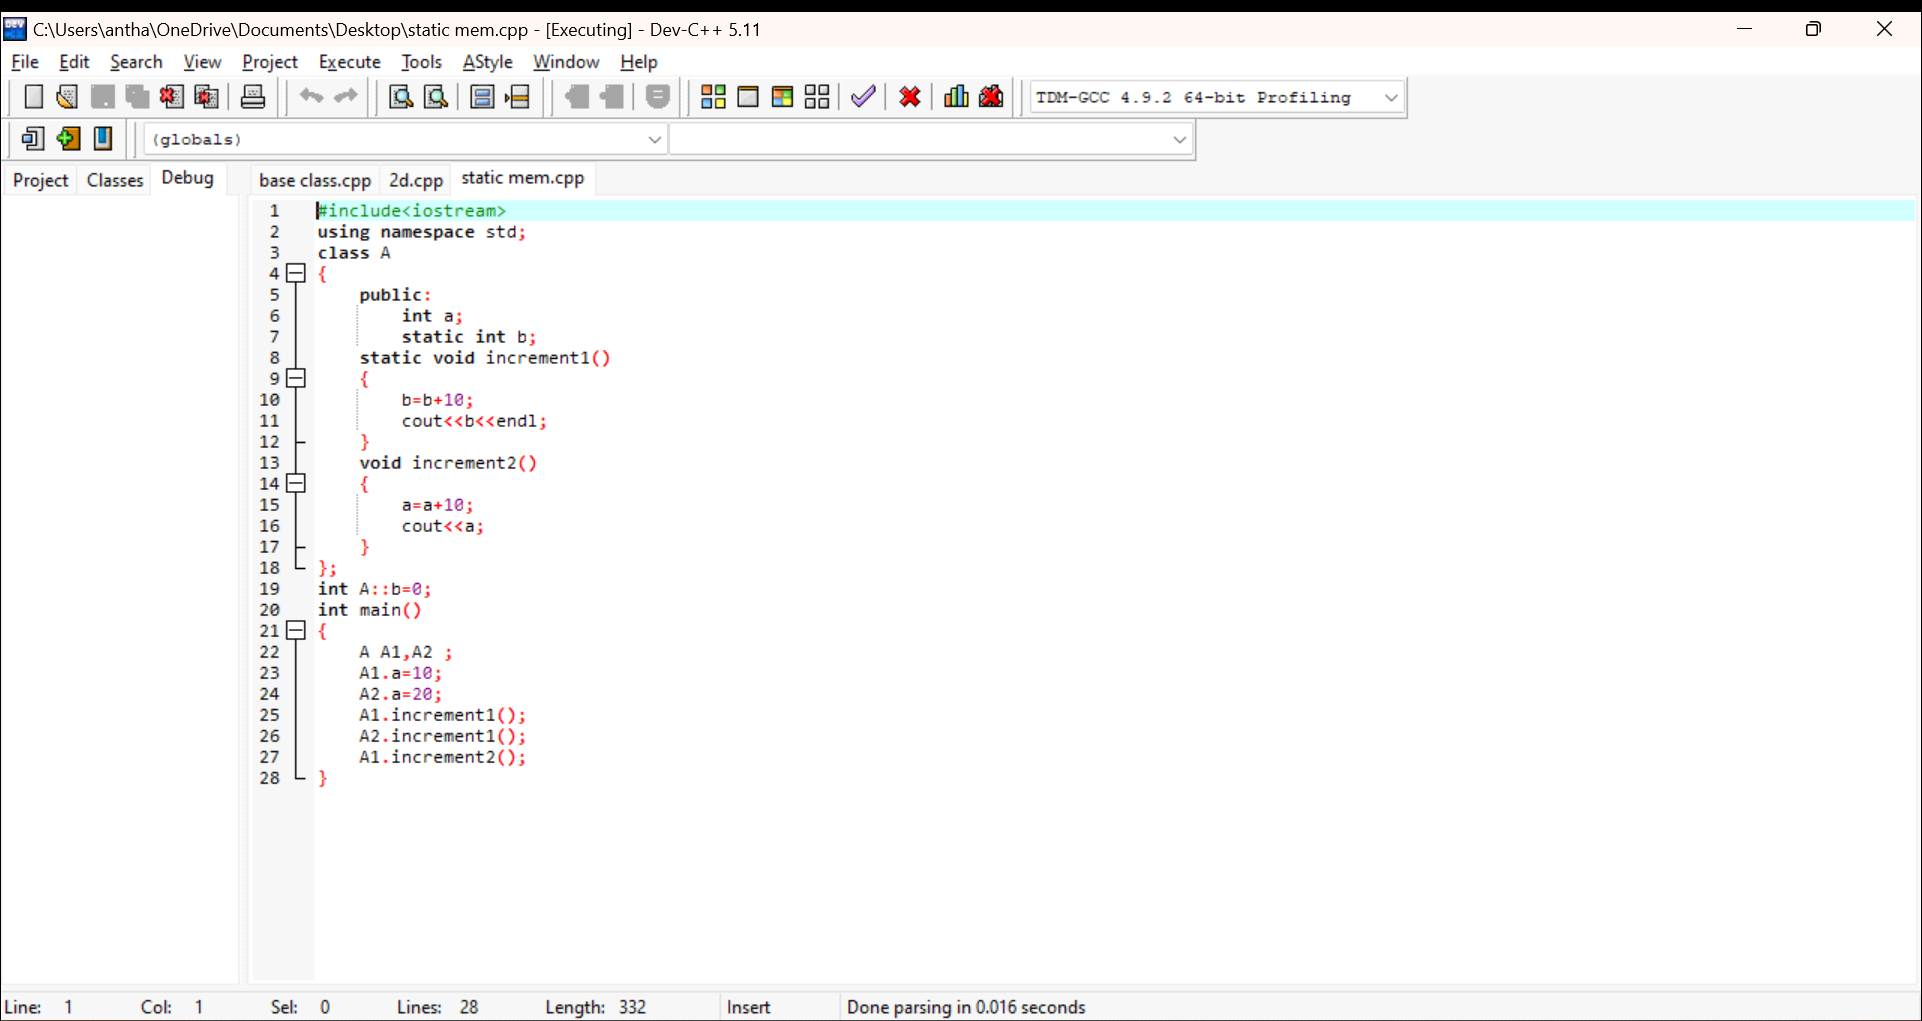 C:\Users\antha\OneDrive\Documents\Desktop\static mem.cpp - [Executing] - Dev-C++ 5.11
File Edit Search View Project Execute Tools AStyle Window Help
TDM-GCC 4.9.2 64-bit Profiling
(globals)
Project Classes Debug
base class.cpp 2d.cpp static mem.cpp
1 #include<iostream>
2 using namespace std;
3 class A
4 {
5 public:
6 int a;
7 static int b;
8 static void increment1()
9 {
10 b=b+10;
11 cout<<b<<endl;
12 }
13 void increment2()
14 {
15 a=a+10;
16 cout<<a;
17 }
18 };
19 int A::b=0;
20 int main()
21 {
22 A A1,A2 ;
23 A1.a=10;
24 A2.a=20;
25 A1.increment1();
26 A2.increment1();
27 A1.increment2();
28 }
Line: 1 Col: 1 Sel: 0 Lines: 28 Length: 332 Insert Done parsing in 0.016 seconds